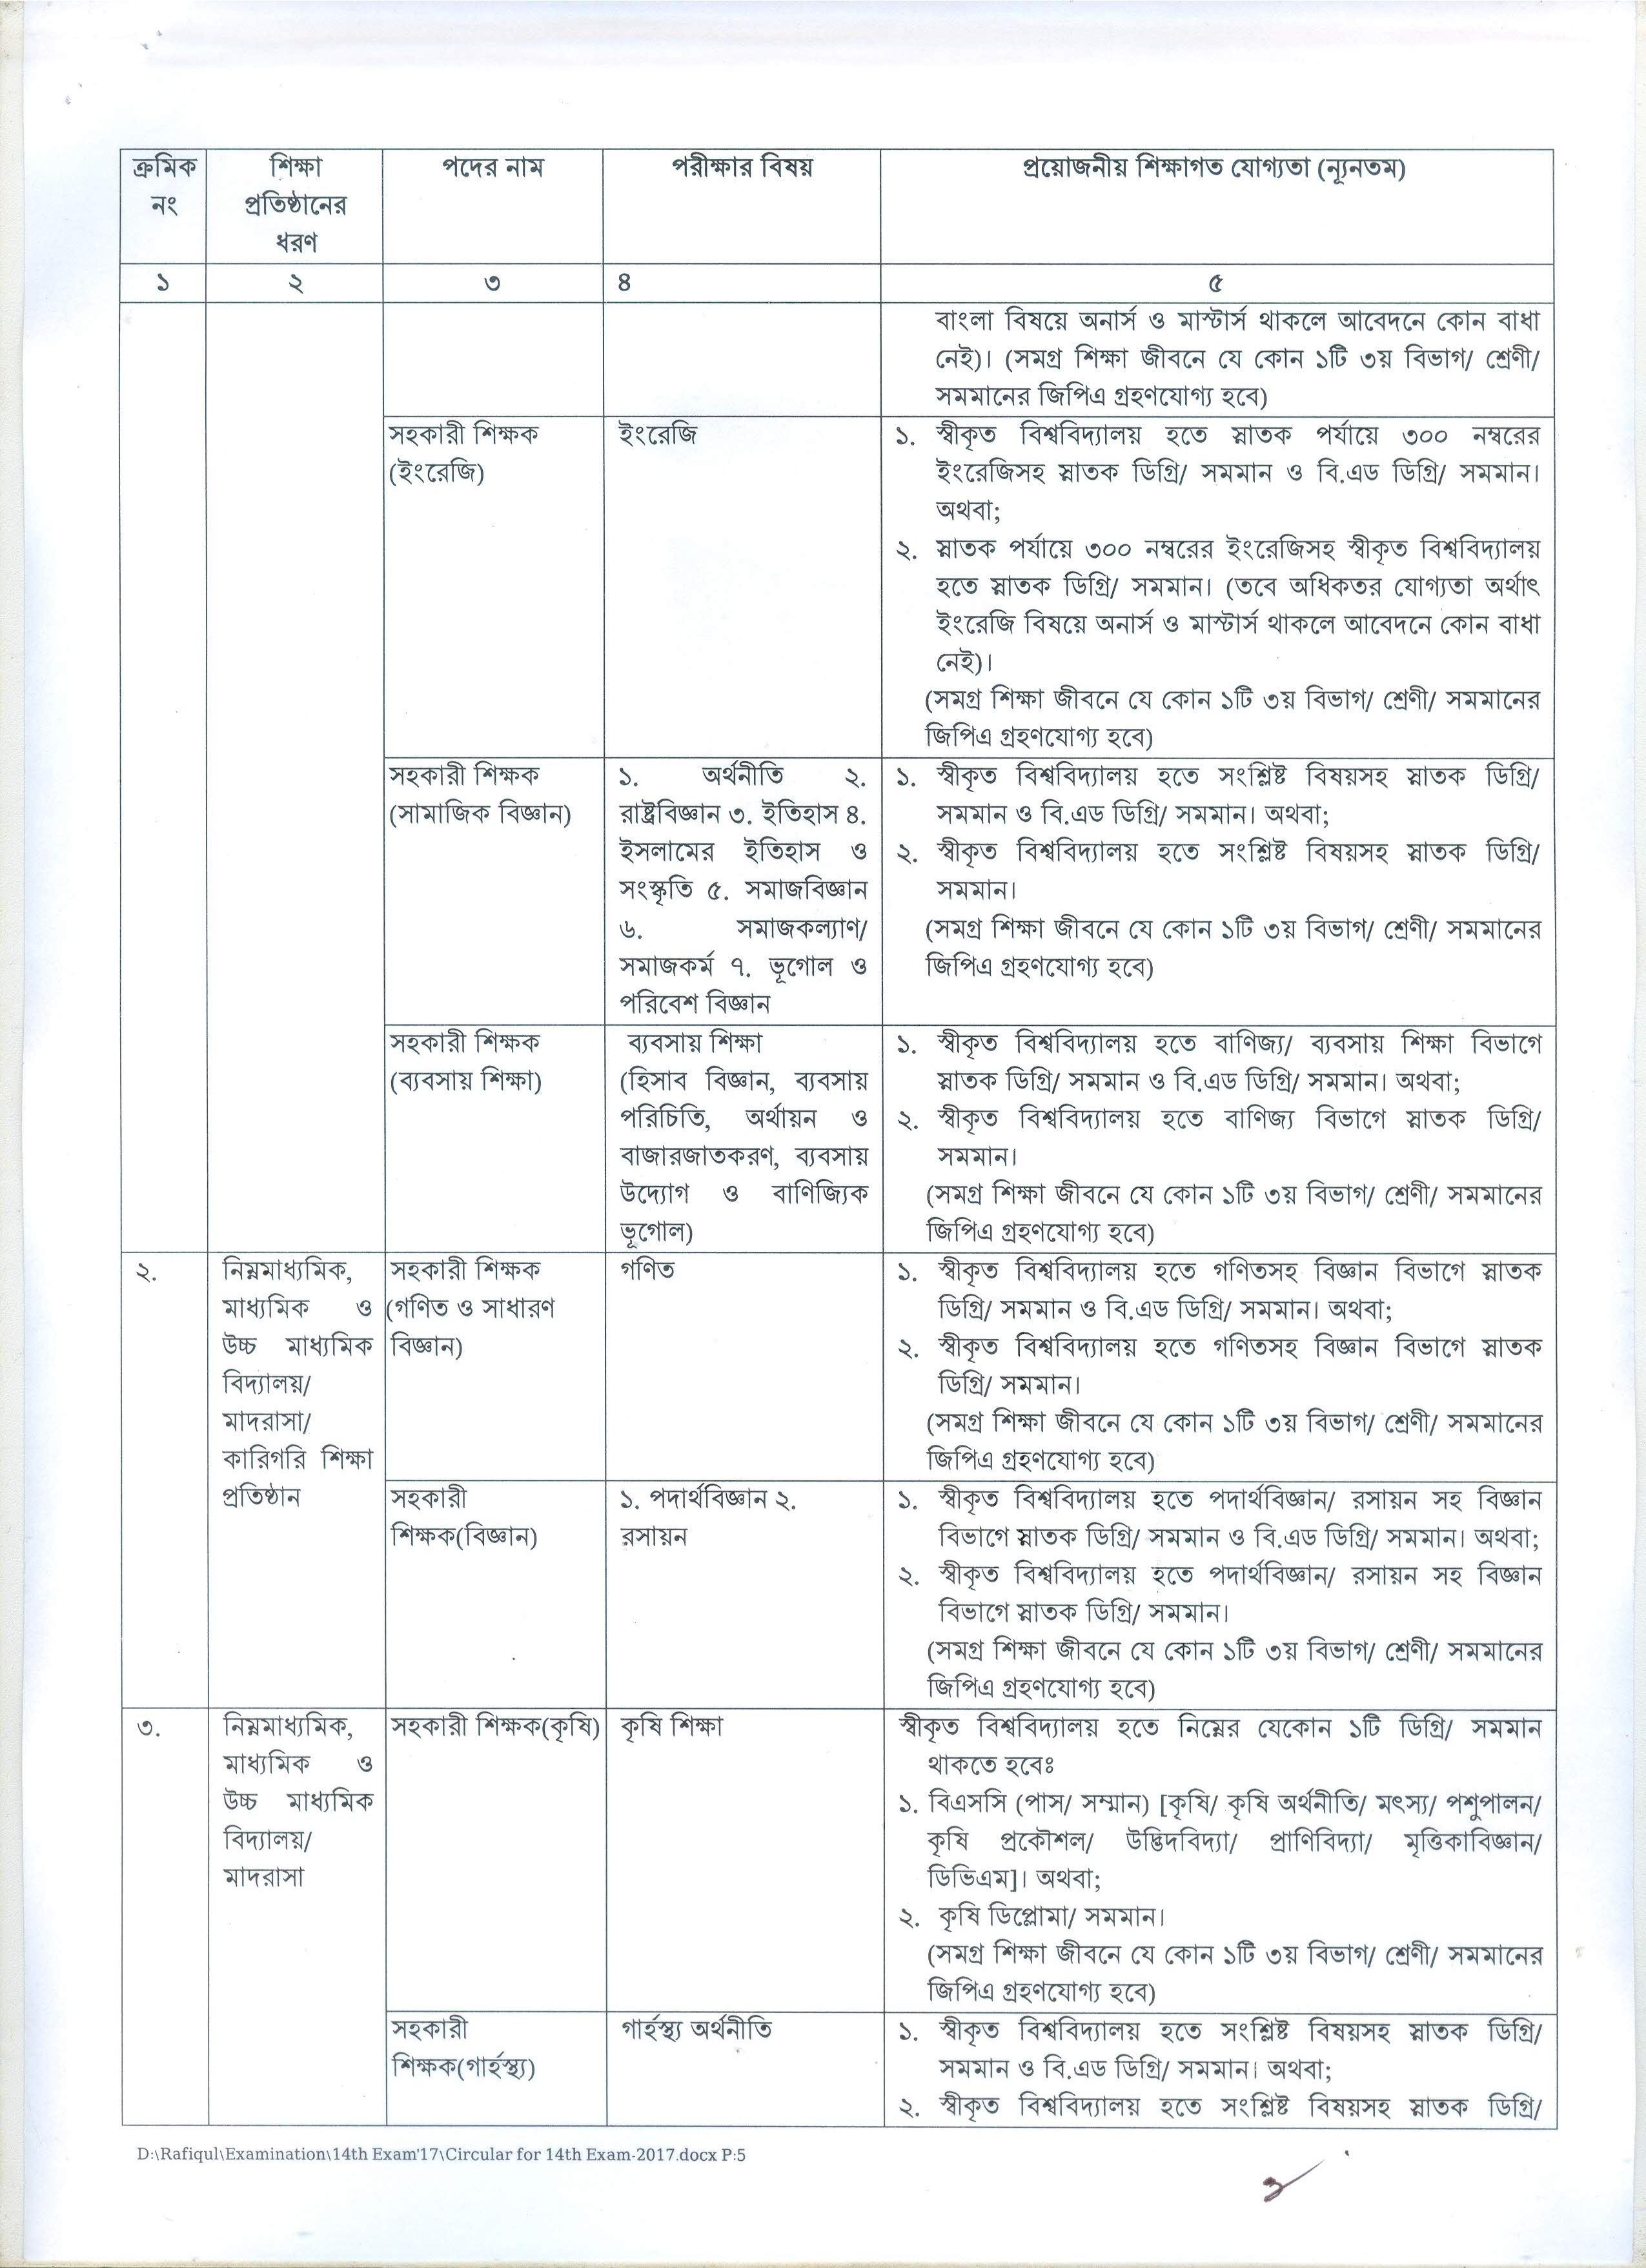 ক্রমিক নং
শিক্ষা প্রতিষ্ঠানের ধরণ
পদের নাম
পরীক্ষার বিষয়
প্রয়োজনীয় শিক্ষাগত যোগ্যতা (ন্যূনতম)
১ ২ ৩ ৪ ৫
বাংলা বিষয়ে অনার্স ও মাস্টার্স থাকলে আবেদনে কোন বাধা
নেই)। (সমগ্র শিক্ষা জীবনে যে কোন ১টি ৩য় বিভাগ/ শ্রেণী/
সমমানের জিপিএ গ্রহণযোগ্য হবে)
সহকারী শিক্ষক
(ইংরেজি)
ইংরেজি
১. স্বীকৃত বিশ্ববিদ্যালয় হতে স্নাতক পর্যায়ে ৩০০ নম্বরের
ইংরেজিসহ স্নাতক ডিগ্রি/ সমমান ও বি.এড ডিগ্রি/ সমমান।
অথবা;
২. স্নাতক পর্যায়ে ৩০০ নম্বরের ইংরেজিসহ স্বীকৃত বিশ্ববিদ্যালয়
হতে স্নাতক ডিগ্রি/ সমমান। (তবে অধিকতর যোগ্যতা অর্থাৎ
ইংরেজি বিষয়ে অনার্স ও মাস্টার্স থাকলে আবেদনে কোন বাধা
নেই)।
(সমগ্র শিক্ষা জীবনে যে কোন ১টি ৩য় বিভাগ/ শ্রেণী/ সমমানের
জিপিএ গ্রহণযোগ্য হবে)
সহকারী শিক্ষক
(সামাজিক বিজ্ঞান)
১. অর্থনীতি ২.
রাষ্ট্রবিজ্ঞান ৩. ইতিহাস ৪.
ইসলামের ইতিহাস ও
সংস্কৃতি ৫. সমাজবিজ্ঞান
৬. সমাজকল্যাণ/
সমাজকর্ম ৭. ভূগোল ও
পরিবেশ বিজ্ঞান
১. স্বীকৃত বিশ্ববিদ্যালয় হতে সংশ্লিষ্ট বিষয়সহ স্নাতক ডিগ্রি/
সমমান ও বি.এড ডিগ্রি/ সমমান। অথবা;
২. স্বীকৃত বিশ্ববিদ্যালয় হতে সংশ্লিষ্ট বিষয়সহ স্নাতক ডিগ্রি/
সমমান।
(সমগ্র শিক্ষা জীবনে যে কোন ১টি ৩য় বিভাগ/ শ্রেণী/ সমমানের
জিপিএ গ্রহণযোগ্য হবে)
সহকারী শিক্ষক
(ব্যবসায় শিক্ষা)
ব্যবসায় শিক্ষা
(হিসাব বিজ্ঞান, ব্যবসায়
পরিচিতি, অর্থায়ন ও
বাজারজাতকরণ, ব্যবসায়
উদ্যোগ ও বাণিজ্যিক
ভূগোল)
১. স্বীকৃত বিশ্ববিদ্যালয় হতে বাণিজ্য/ ব্যবসায় শিক্ষা বিভাগে
স্নাতক ডিগ্রি/ সমমান ও বি.এড ডিগ্রি/ সমমান। অথবা;
২. স্বীকৃত বিশ্ববিদ্যালয় হতে বাণিজ্য বিভাগে স্নাতক ডিগ্রি/
সমমান।
(সমগ্র শিক্ষা জীবনে যে কোন ১টি ৩য় বিভাগ/ শ্রেণী/ সমমানের
জিপিএ গ্রহণযোগ্য হবে)
২.
নিম্নমাধ্যমিক,
মাধ্যমিক ও
উচ্চ মাধ্যমিক
বিদ্যালয়/
মাদরাসা/
কারিগরি শিক্ষা
প্রতিষ্ঠান
সহকারী শিক্ষক
(গণিত ও সাধারণ
বিজ্ঞান)
গণিত
১. স্বীকৃত বিশ্ববিদ্যালয় হতে গণিতসহ বিজ্ঞান বিভাগে স্নাতক
ডিগ্রি/ সমমান ও বি.এড ডিগ্রি/ সমমান। অথবা;
২. স্বীকৃত বিশ্ববিদ্যালয় হতে গণিতসহ বিজ্ঞান বিভাগে স্নাতক
ডিগ্রি/ সমমান।
(সমগ্র শিক্ষা জীবনে যে কোন ১টি ৩য় বিভাগ/ শ্রেণী/ সমমানের
জিপিএ গ্রহণযোগ্য হবে)
সহকারী
শিক্ষক(বিজ্ঞান)
১. পদার্থবিজ্ঞান ২.
রসায়ন
১. স্বীকৃত বিশ্ববিদ্যালয় হতে পদার্থবিজ্ঞান/ রসায়ন সহ বিজ্ঞান
বিভাগে স্নাতক ডিগ্রি/ সমমান ও বি.এড ডিগ্রি/ সমমান। অথবা;
২. স্বীকৃত বিশ্ববিদ্যালয় হতে পদার্থবিজ্ঞান/ রসায়ন সহ বিজ্ঞান
বিভাগে স্নাতক ডিগ্রি/ সমমান।
(সমগ্র শিক্ষা জীবনে যে কোন ১টি ৩য় বিভাগ/ শ্রেণী/ সমমানের
জিপিএ গ্রহণযোগ্য হবে)
৩.
নিম্নমাধ্যমিক,
মাধ্যমিক ও
উচ্চ মাধ্যমিক
বিদ্যালয়/
মাদরাসা
সহকারী শিক্ষক(কৃষি)
কৃষি শিক্ষা
স্বীকৃত বিশ্ববিদ্যালয় হতে নিম্নের যেকোন ১টি ডিগ্রি/ সমমান
থাকতে হবেঃ
১. বিএসসি (পাস/ সম্মান) [কৃষি/ কৃষি অর্থনীতি/ মৎস্য/ পশুপালন/
কৃষি প্রকৌশল/ উদ্ভিদবিদ্যা/ প্রাণিবিদ্যা/ মৃত্তিকাবিজ্ঞান/
ডিভিএম]। অথবা;
২. কৃষি ডিপ্লোমা/ সমমান।
(সমগ্র শিক্ষা জীবনে যে কোন ১টি ৩য় বিভাগ/ শ্রেণী/ সমমানের
জিপিএ গ্রহণযোগ্য হবে)
সহকারী
শিক্ষক(গার্হস্থ্য)
গার্হস্থ্য অর্থনীতি
১. স্বীকৃত বিশ্ববিদ্যালয় হতে সংশ্লিষ্ট বিষয়সহ স্নাতক ডিগ্রি/
সমমান ও বি.এড ডিগ্রি/ সমমান। অথবা;
২. স্বীকৃত বিশ্ববিদ্যালয় হতে সংশ্লিষ্ট বিষয়সহ স্নাতক ডিগ্রি/
D:\Rafiqul\Examination\14th Exam'17\Circular for 14th Exam-2017.docx P:5